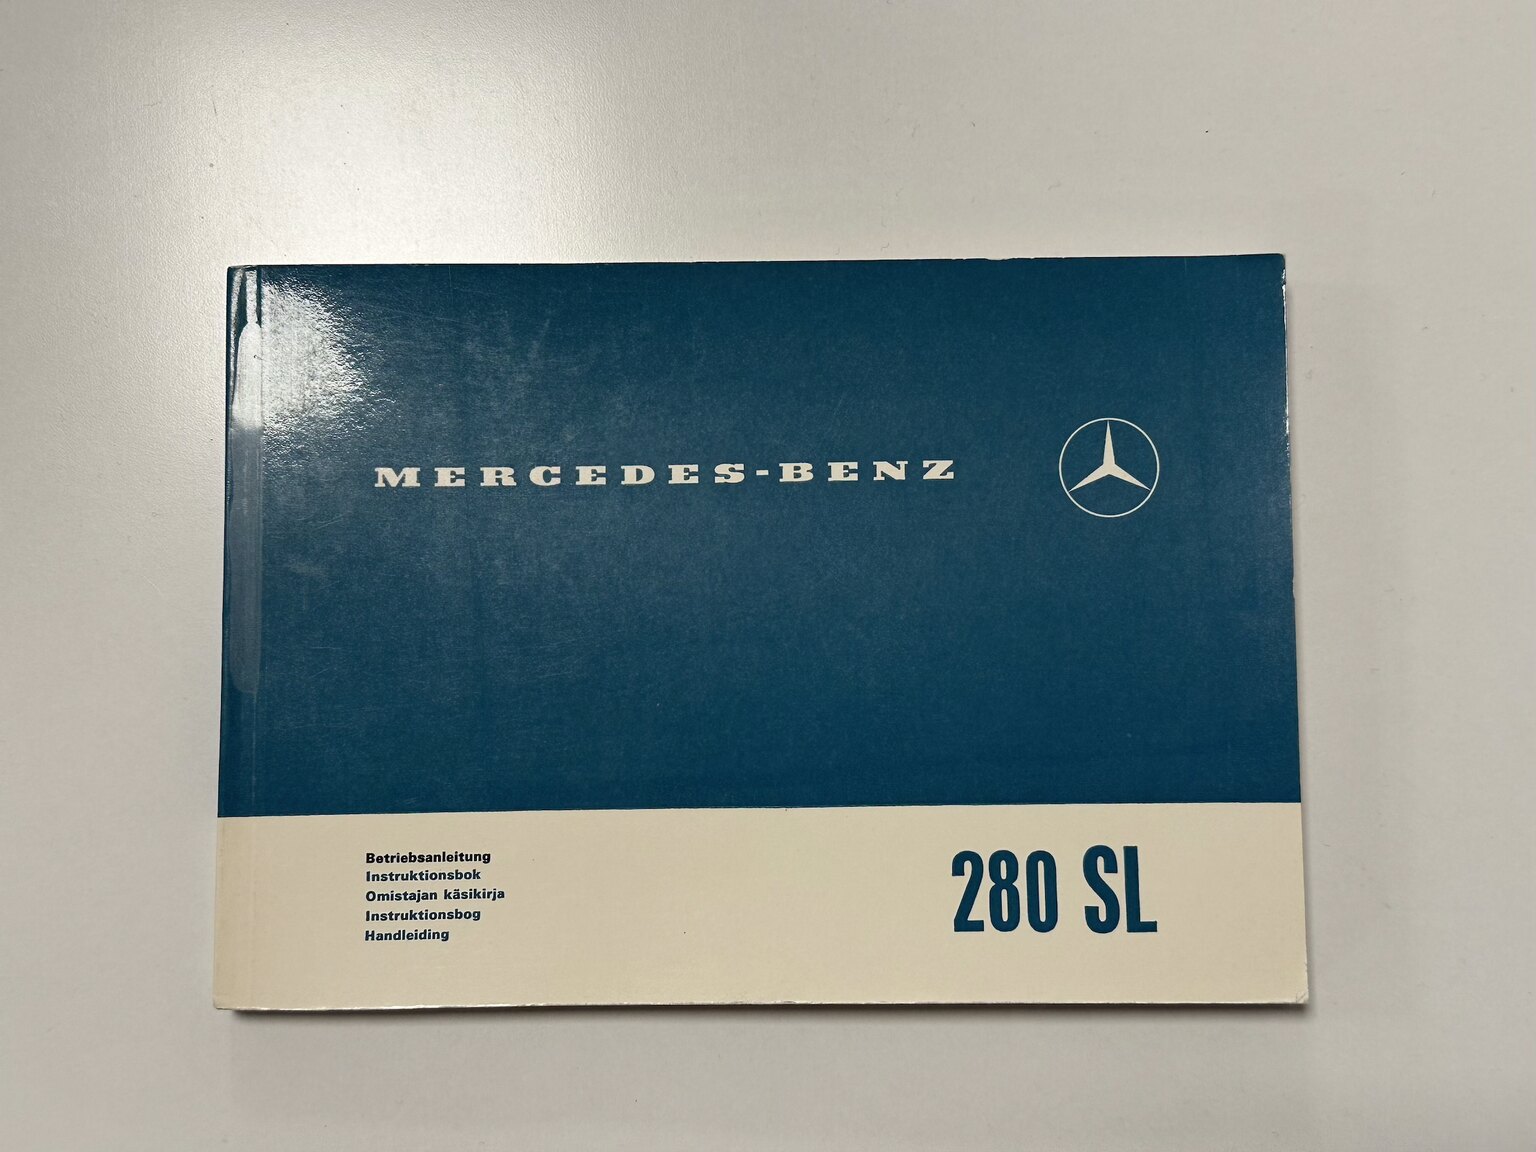 MERCEDES-BENZ
Betriebsanleitung
Instruktionsbok
Omistajan käsikirja
Instruktionsbog
Handleiding
280 SL